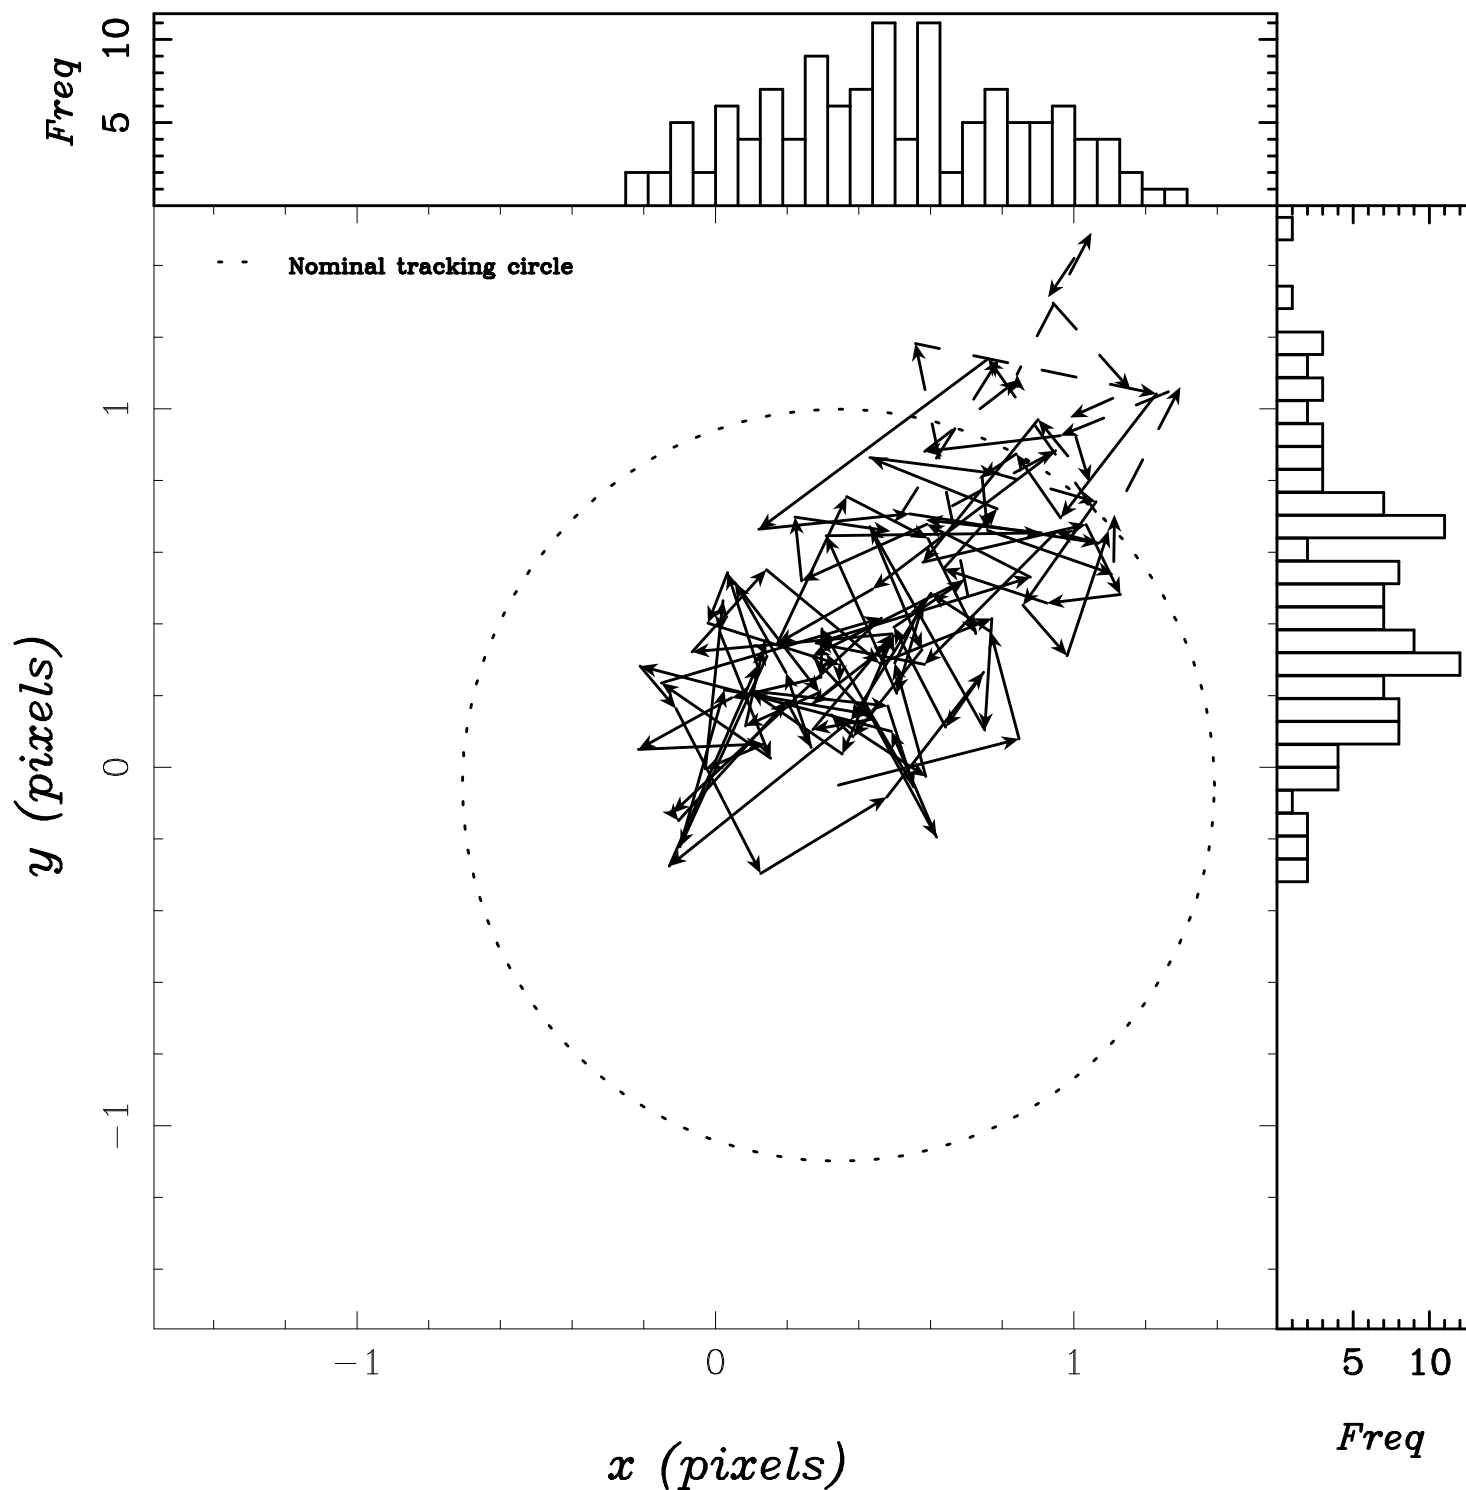 Freq
10
5
Nominal tracking circle
y (pixels)
1
0
−1
−1 0 1
5 10
x (pixels)
Freq